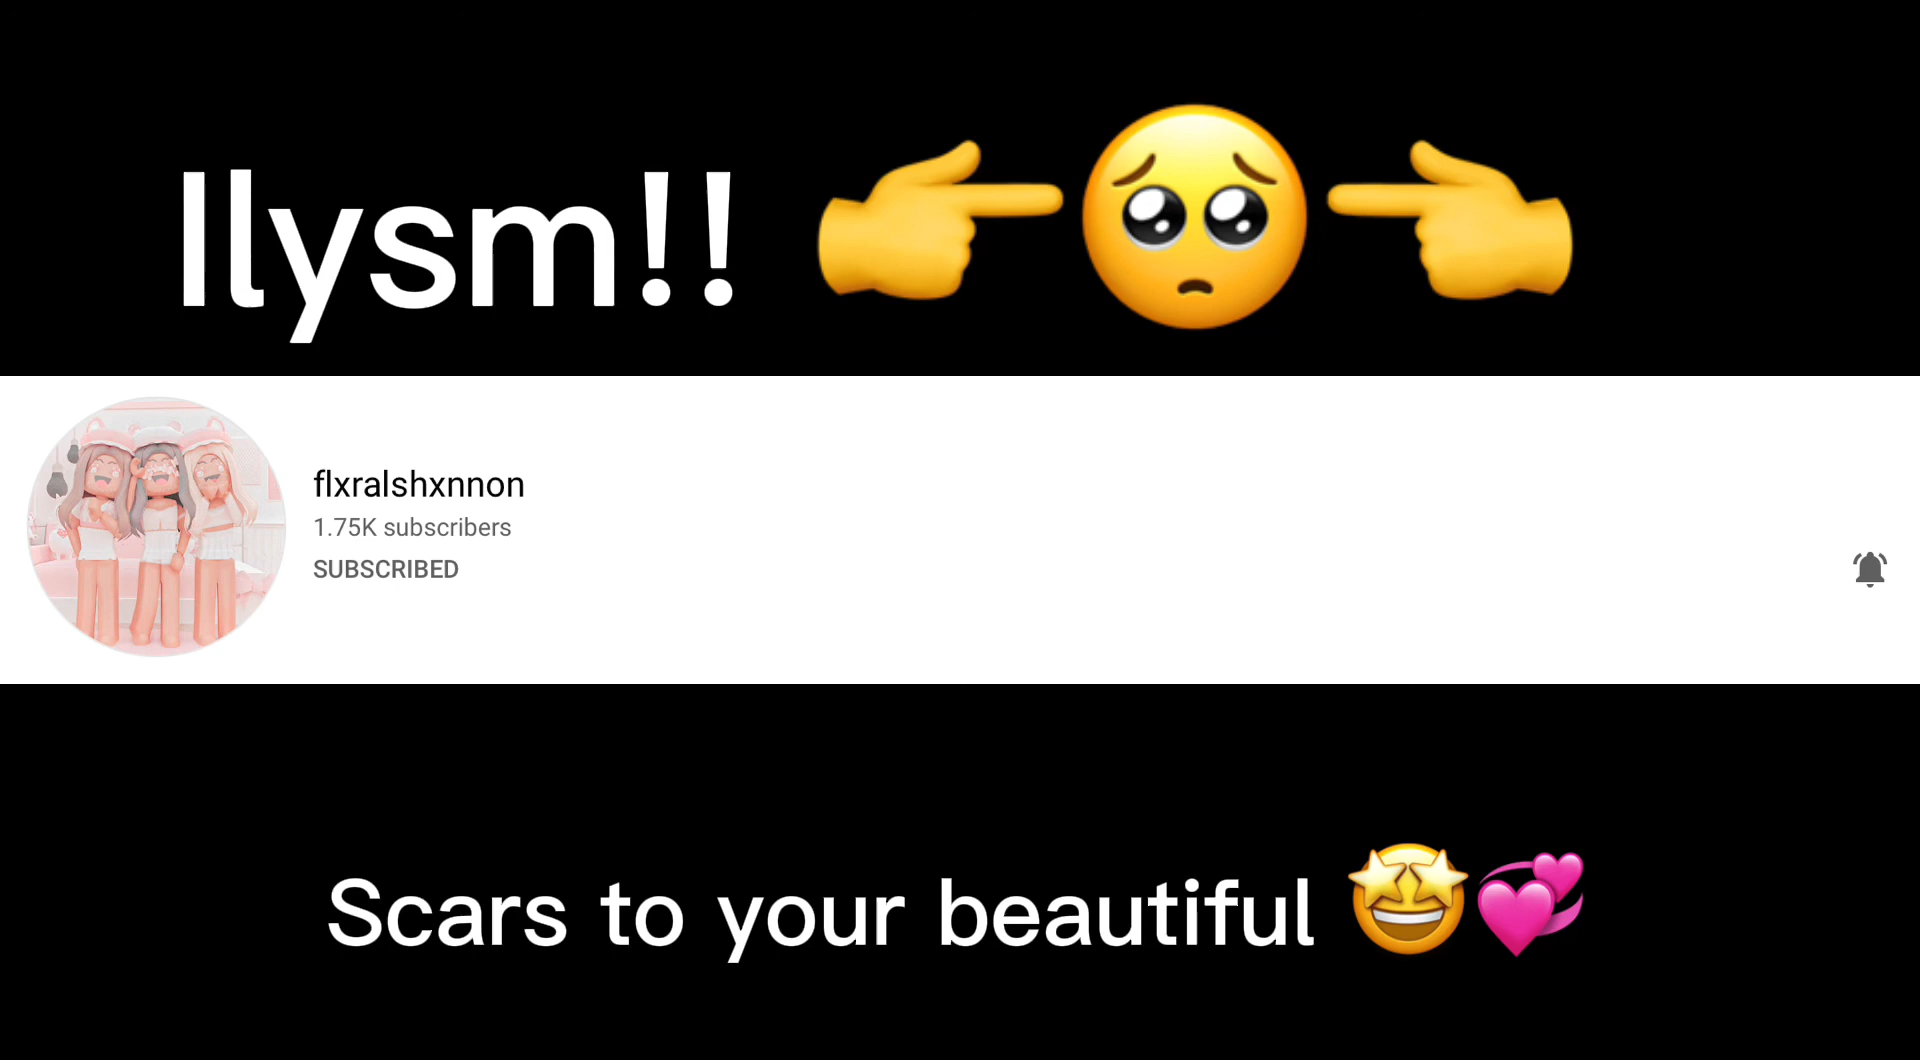 Ilysm!! 👉🥺👈
flxralshxnnon
1.75K subscribers
SUBSCRIBED
Scars to your beautiful 🤩💞